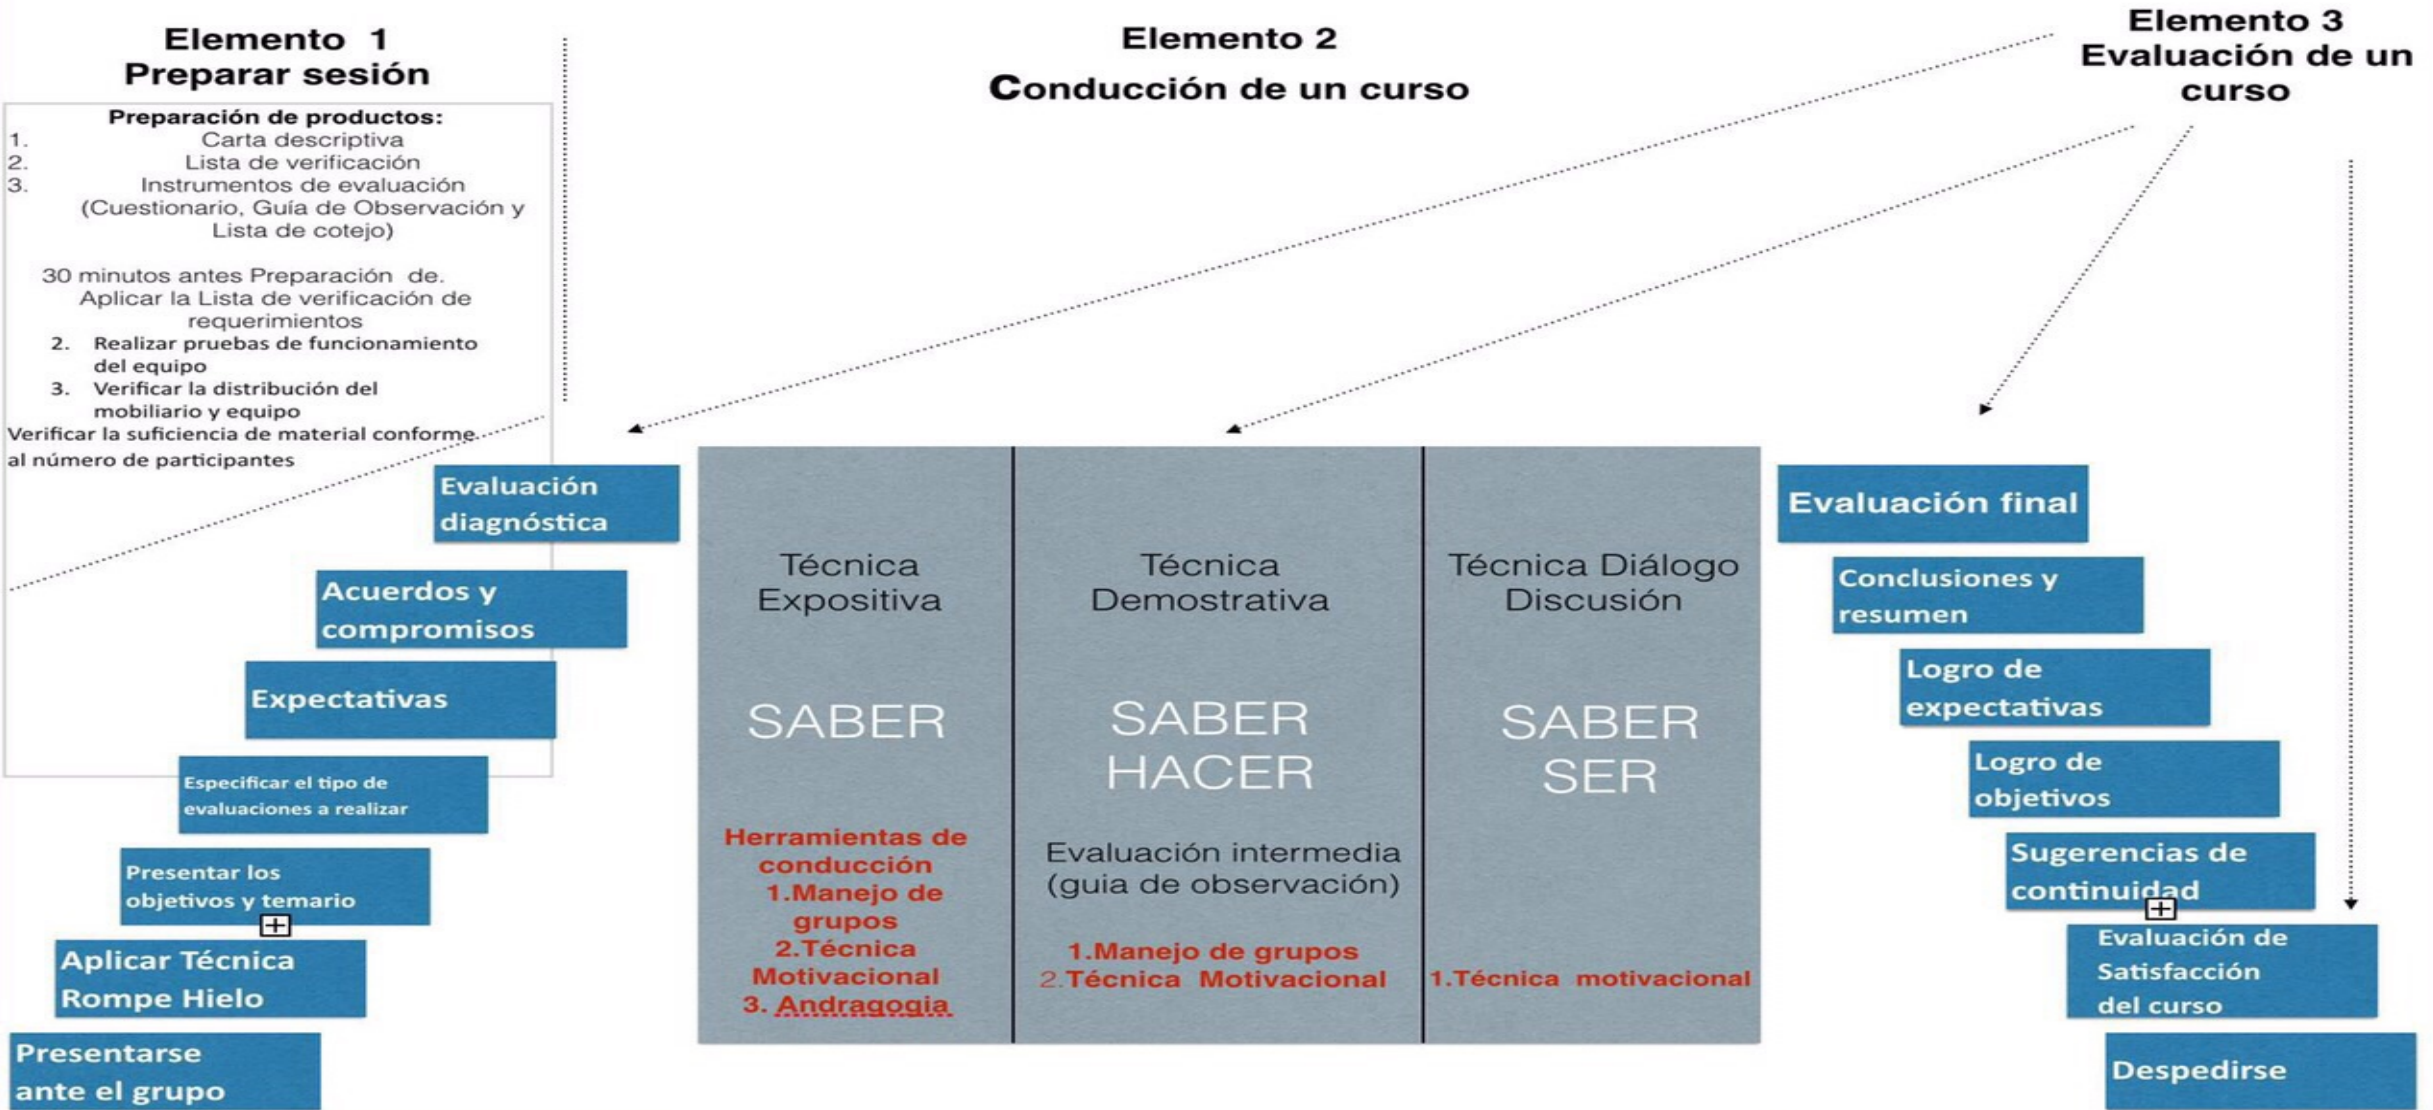 Elemento 1
Preparar sesión
Preparación de productos:
1. Carta descriptiva
2. Lista de verificación
3. Instrumentos de evaluación
(Cuestionario, Guía de Observación y
Lista de cotejo)
30 minutos antes Preparación de.
Aplicar la Lista de verificación de
requerimientos
2. Realizar pruebas de funcionamiento
del equipo
3. Verificar la distribución del
mobiliario y equipo
Verificar la suficiencia de material conforme
al número de participantes
Evaluación
diagnóstica
Acuerdos y
compromisos
Expectativas
Especificar el tipo de
evaluaciones a realizar
Presentar los
objetivos y temario
Aplicar Técnica
Rompe Hielo
Presentarse
ante el grupo
Elemento 2
Conducción de un curso
Técnica
Expositiva
SABER
Herramientas de
conducción
1.Manejo de
grupos
2.Técnica
Motivacional
3. Andragogia
Técnica
Demostrativa
SABER
HACER
Evaluación intermedia
(guia de observación)
1.Manejo de grupos
2.Técnica Motivacional
Técnica Diálogo
Discusión
SABER
SER
1.Técnica motivacional
Elemento 3
Evaluación de un
curso
Evaluación final
Conclusiones y
resumen
Logro de
expectativas
Logro de
objetivos
Sugerencias de
continuidad
Evaluación de
Satisfacción
del curso
Despedirse